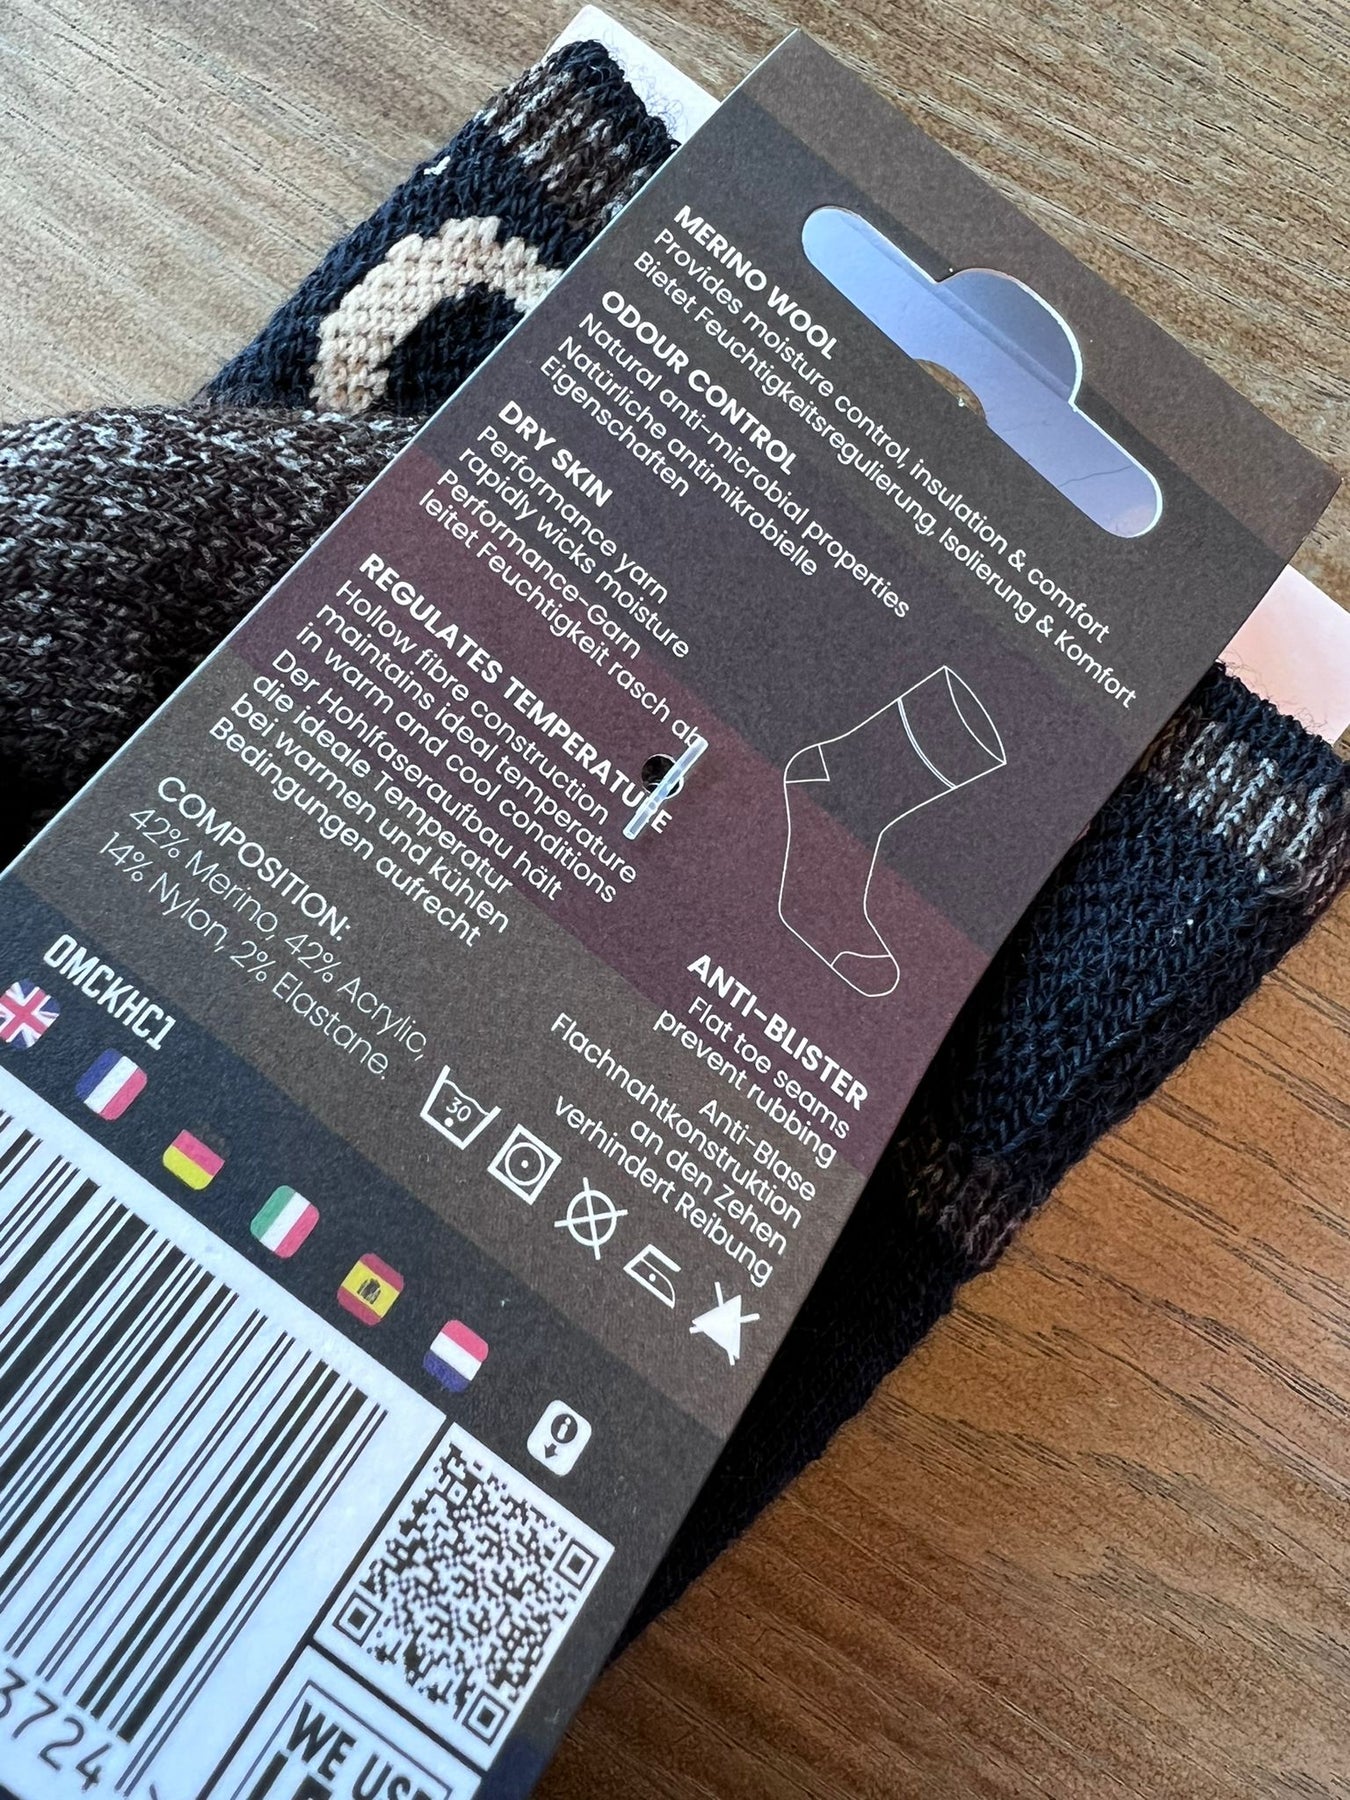 MERINO WOOL
Provides moisture control, insulation & comfort
Bietet Feuchtigkeitsregulierung, Isolierung & Komfort
ODOUR CONTROL
Natural anti-microbial properties
Natürliche antimikrobielle
Eigenschaften
DRY SKIN
Performance yarn
rapidly wicks moisture
Performance-Garn
leitet Feuchtigkeit rasch ab
REGULATES TEMPERATURE
Hollow fibre construction
maintains ideal temperature
in warm and cool conditions
Der Hohlfaseraufbau hält
die ideale Temperatur
bei warmen und kühlen
Bedingungen aufrecht
ANTI-BLISTER
Flat toe seams
prevent rubbing
Anti-Blase
Flachnahtkonstruktion
an den Zehen
verhindert Reibung
COMPOSITION:
42% Merino, 42% Acrylic,
14% Nylon, 2% Elastane.
30
OMCKHC1
i
3724
WE USE